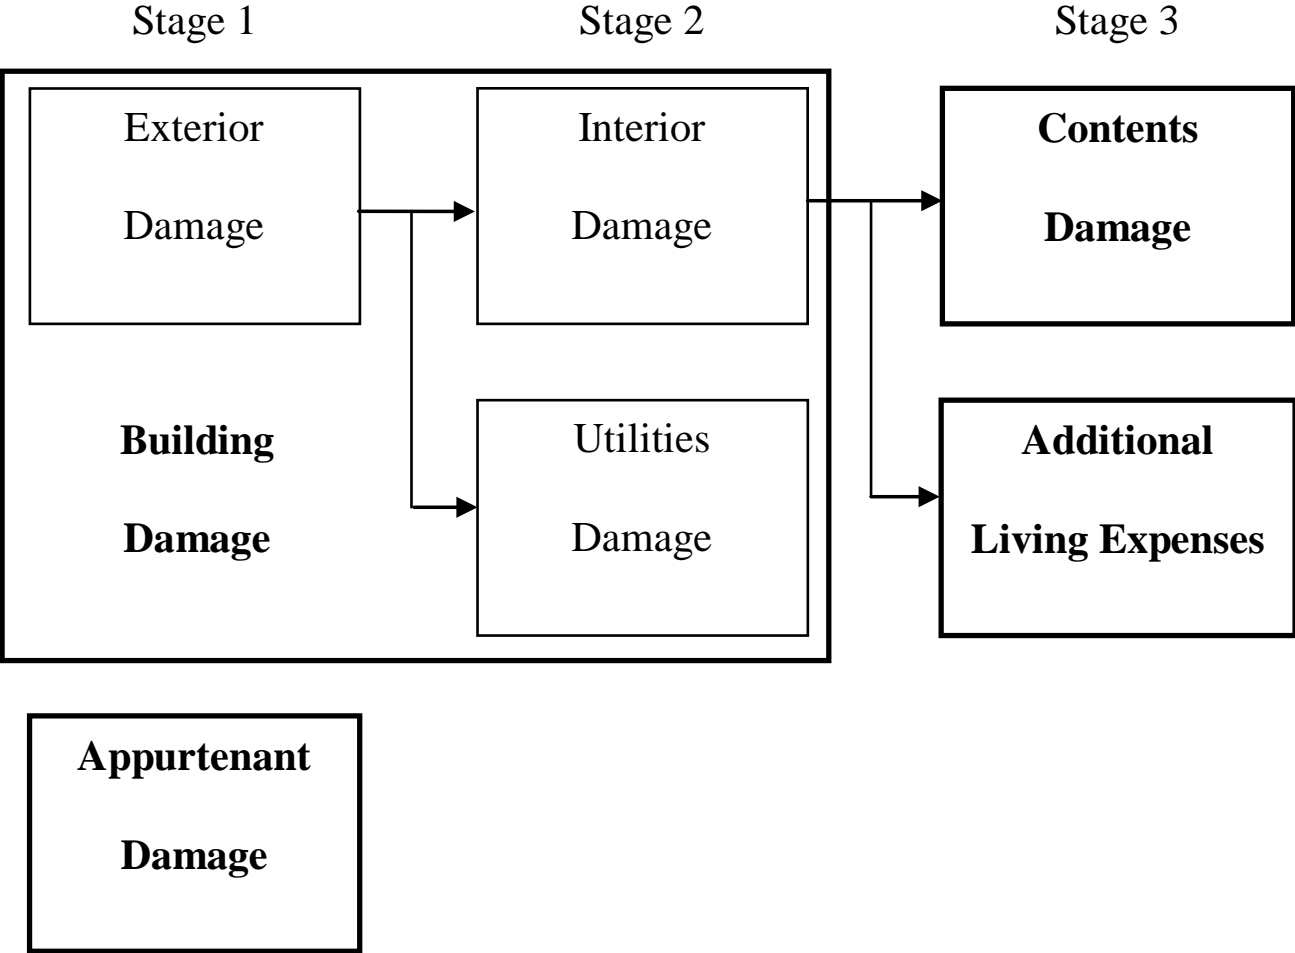 Stage 1
Stage 2
Stage 3
Exterior
Damage
Interior
Damage
Contents
Damage
Building
Damage
Utilities
Damage
Additional
Living Expenses
Appurtenant
Damage